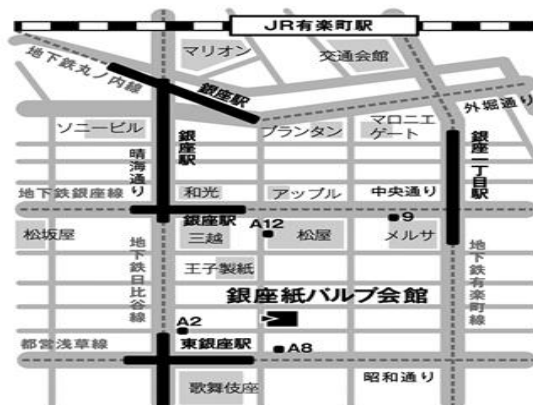 JR有楽町駅
マリオン
交通会館
地下鉄丸ノ内線
銀座駅
外堀通り
ソニービル
晴海通り
銀座駅
プランタン
マロニエ
ゲート
銀座一丁目駅
地下鉄銀座線
和光
アップル
中央通り
銀座駅
A12
9
松坂屋
三越
松屋
メルサ
地下鉄日比谷線
王子製紙
地下鉄有楽町線
銀座紙パルプ会館
A2
都営浅草線
東銀座駅
A8
歌舞伎座
昭和通り